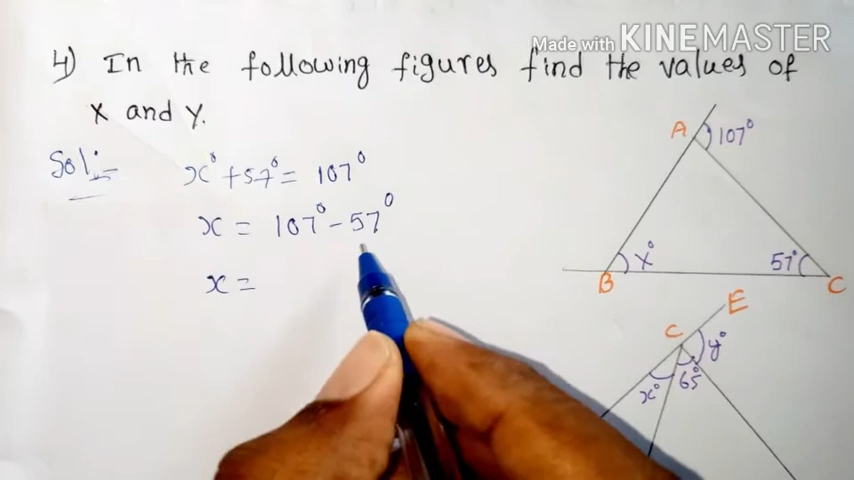 Made with KINEMASTER
4) In the following figures find the values of
x and y.
Sol:-
x° + 57° = 107°
x = 107° - 57°
x =
A
107°
x°
57°
B
C
E
C
y°
x°
65°